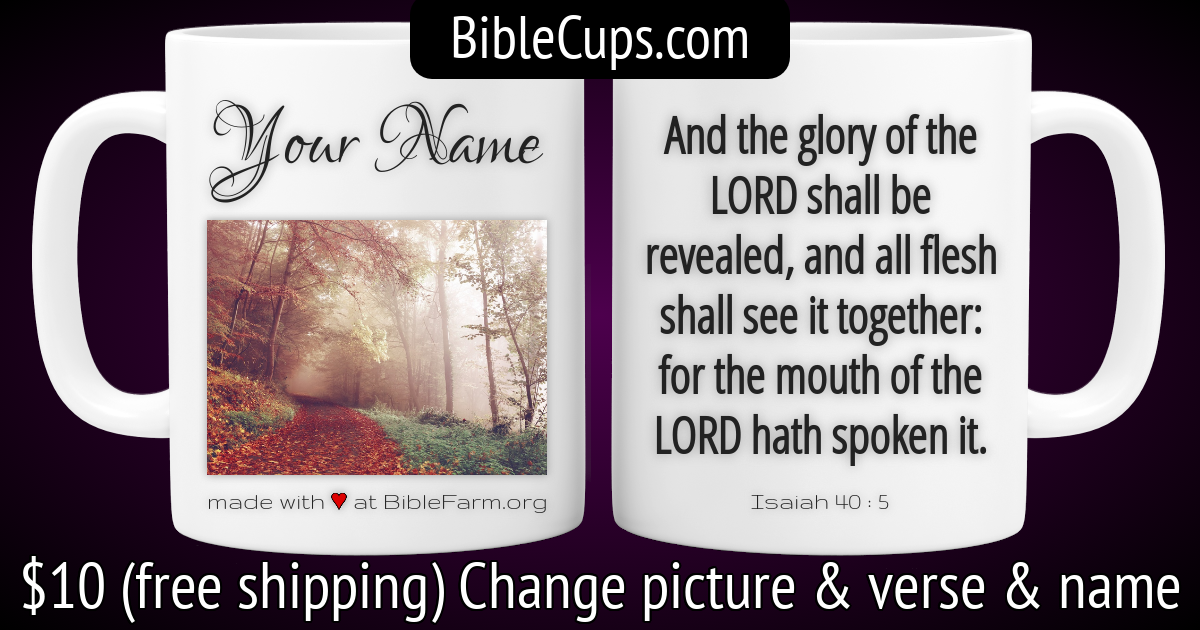 BibleCups.com
Your Name
made with ♥ at BibleFarm.org
And the glory of the
LORD shall be
revealed, and all flesh
shall see it together:
for the mouth of the
LORD hath spoken it.
Isaiah 40 : 5
$10 (free shipping) Change picture & verse & name